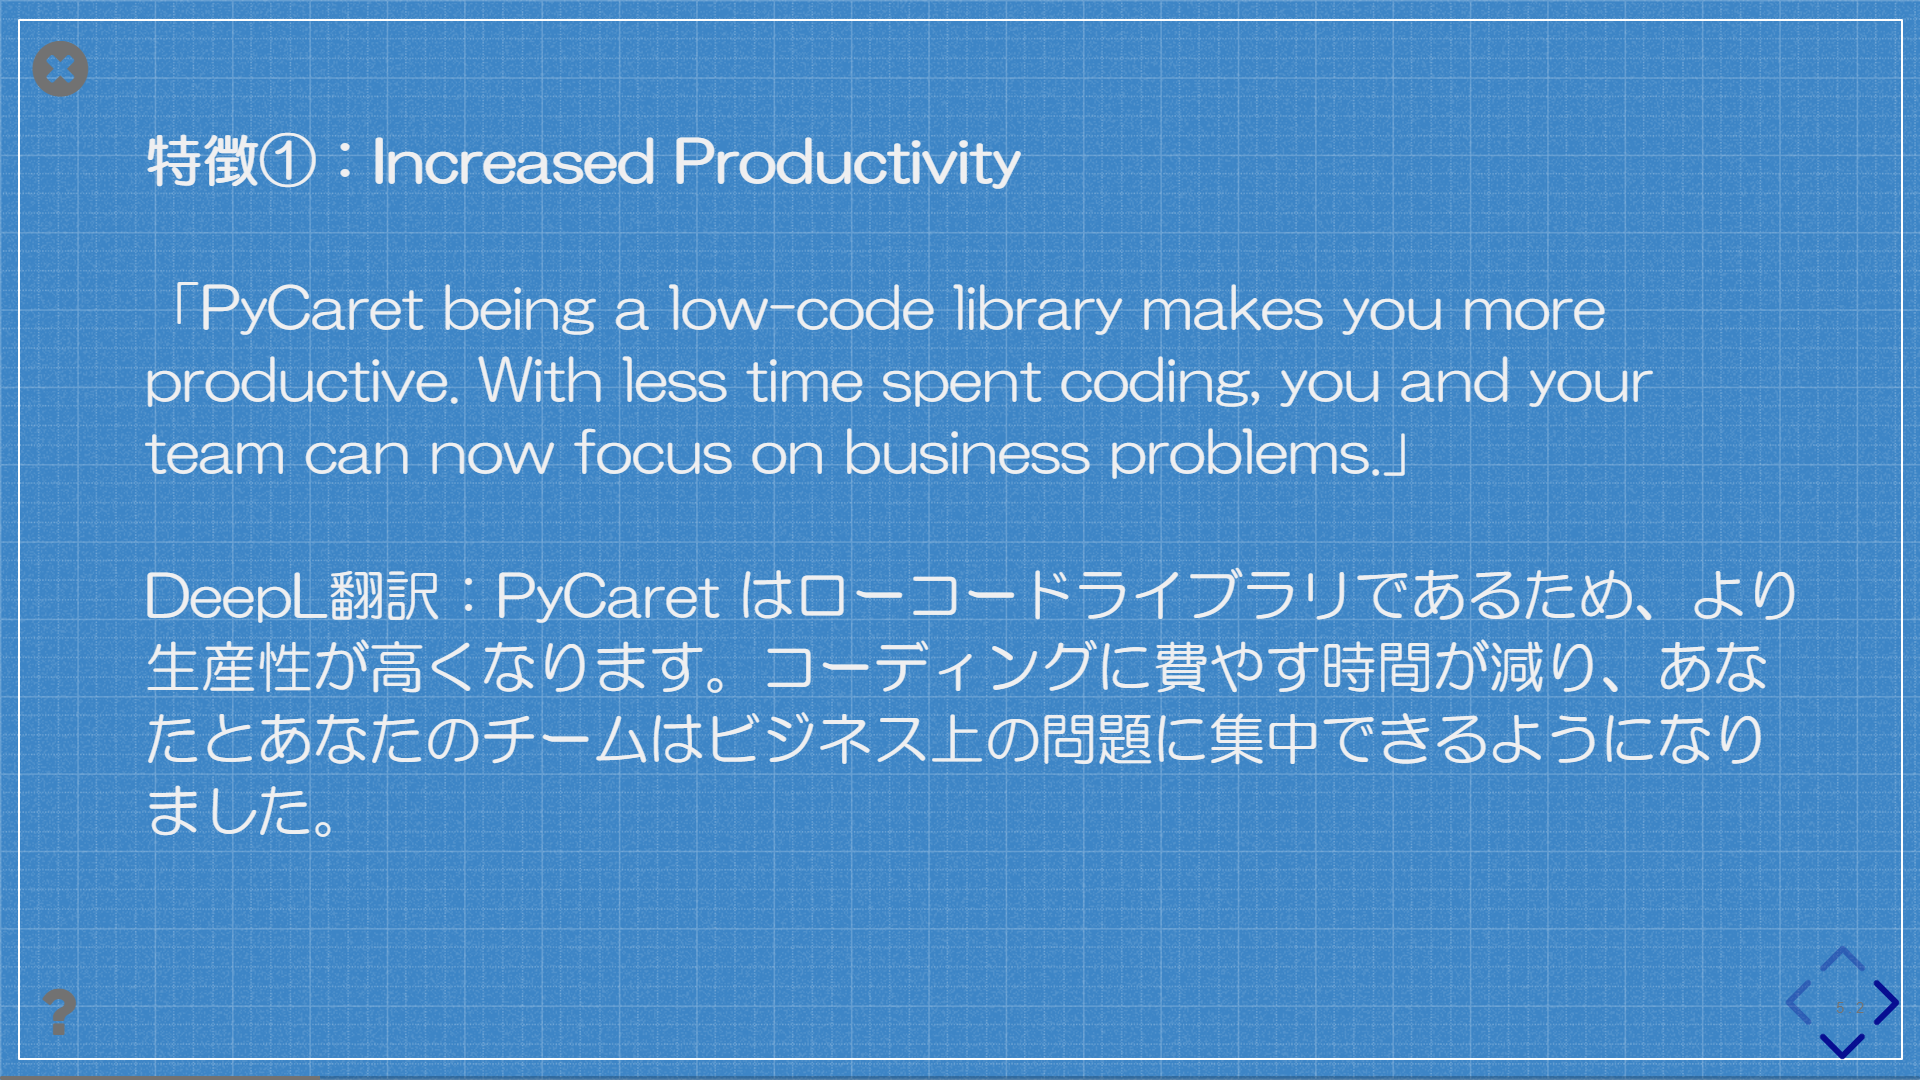 特徴①：Increased Productivity
「PyCaret being a low-code library makes you more
productive. With less time spent coding, you and your
team can now focus on business problems.」
DeepL翻訳：PyCaret はローコードライブラリであるため、より
生産性が高くなります。コーディングに費やす時間が減り、あな
たとあなたのチームはビジネス上の問題に集中できるようになり
ました。
?